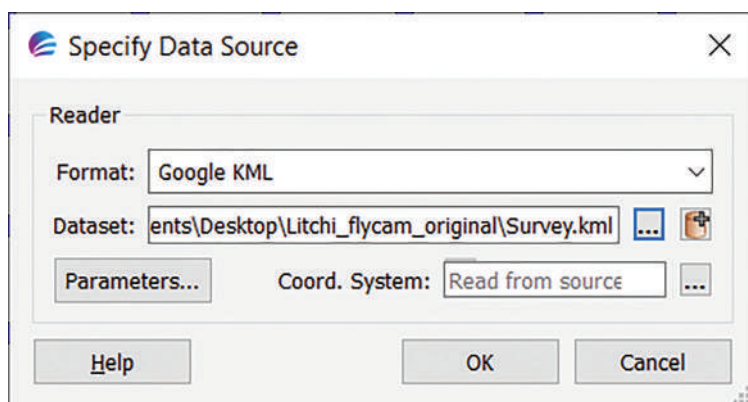 Specify Data Source
Reader
Format: Google KML
Dataset: ents\Desktop\Litchi_flycam_original\Survey.kml ...
Parameters... Coord. System: Read from source ...
Help OK Cancel